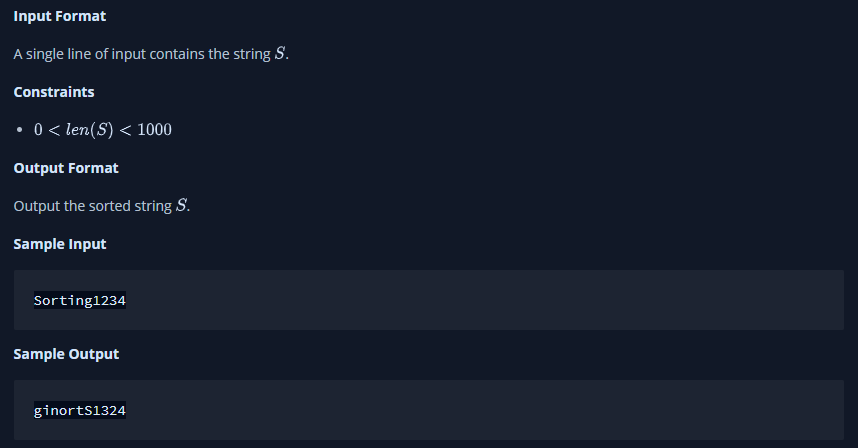 Input Format
A single line of input contains the string S.
Constraints
• 0 < len(S) < 1000
Output Format
Output the sorted string S.
Sample Input
Sorting1234
Sample Output
ginortS1324